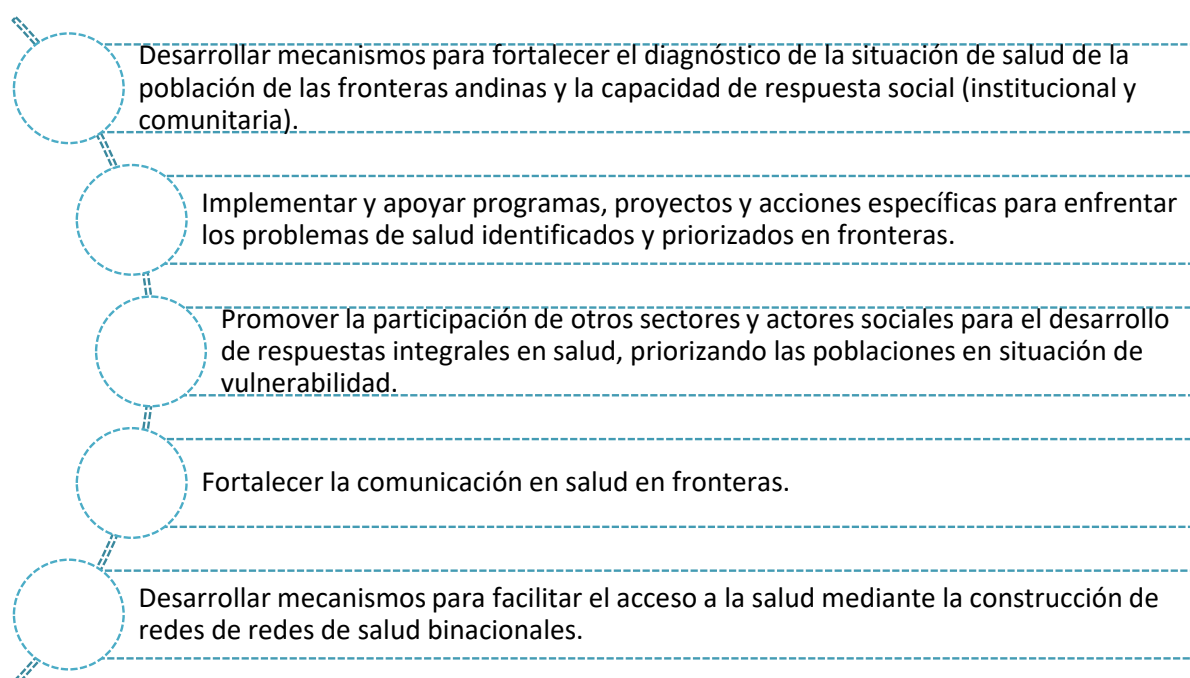 Desarrollar mecanismos para fortalecer el diagnóstico de la situación de salud de la
población de las fronteras andinas y la capacidad de respuesta social (institucional y
comunitaria).
Implementar y apoyar programas, proyectos y acciones específicas para enfrentar
los problemas de salud identificados y priorizados en fronteras.
Promover la participación de otros sectores y actores sociales para el desarrollo
de respuestas integrales en salud, priorizando las poblaciones en situación de
vulnerabilidad.
Fortalecer la comunicación en salud en fronteras.
Desarrollar mecanismos para facilitar el acceso a la salud mediante la construcción de
redes de redes de salud binacionales.